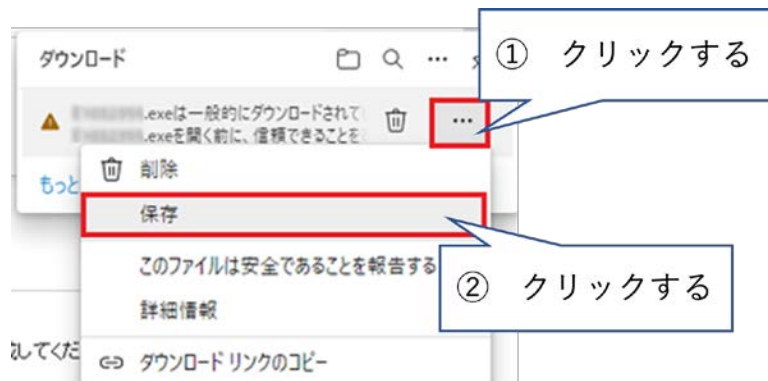 ダウンロード
① クリックする
.exeは一般的にダウンロードされて
.exeを開く前に、信頼できることを
もっと
削除
保存
このファイルは安全であることを報告する
② クリックする
詳細情報
してくだ
ダウンロード リンクのコピー